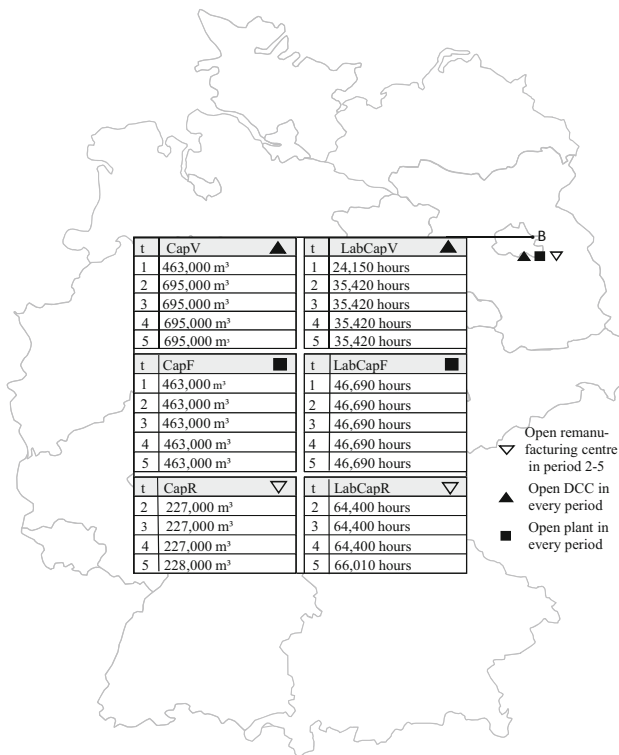 B
t CapV ▲
1 463,000 m³
2 695,000 m³
3 695,000 m³
4 695,000 m³
5 695,000 m³
t LabCapV ▲
1 24,150 hours
2 35,420 hours
3 35,420 hours
4 35,420 hours
5 35,420 hours
t CapF ■
1 463,000 m³
2 463,000 m³
3 463,000 m³
4 463,000 m³
5 463,000 m³
t LabCapF ■
1 46,690 hours
2 46,690 hours
3 46,690 hours
4 46,690 hours
5 46,690 hours
t CapR ▽
2 227,000 m³
3 227,000 m³
4 227,000 m³
5 228,000 m³
t LabCapR ▽
2 64,400 hours
3 64,400 hours
4 64,400 hours
5 66,010 hours
Open remanu-
facturing centre
in period 2-5
Open DCC in
every period
Open plant in
every period